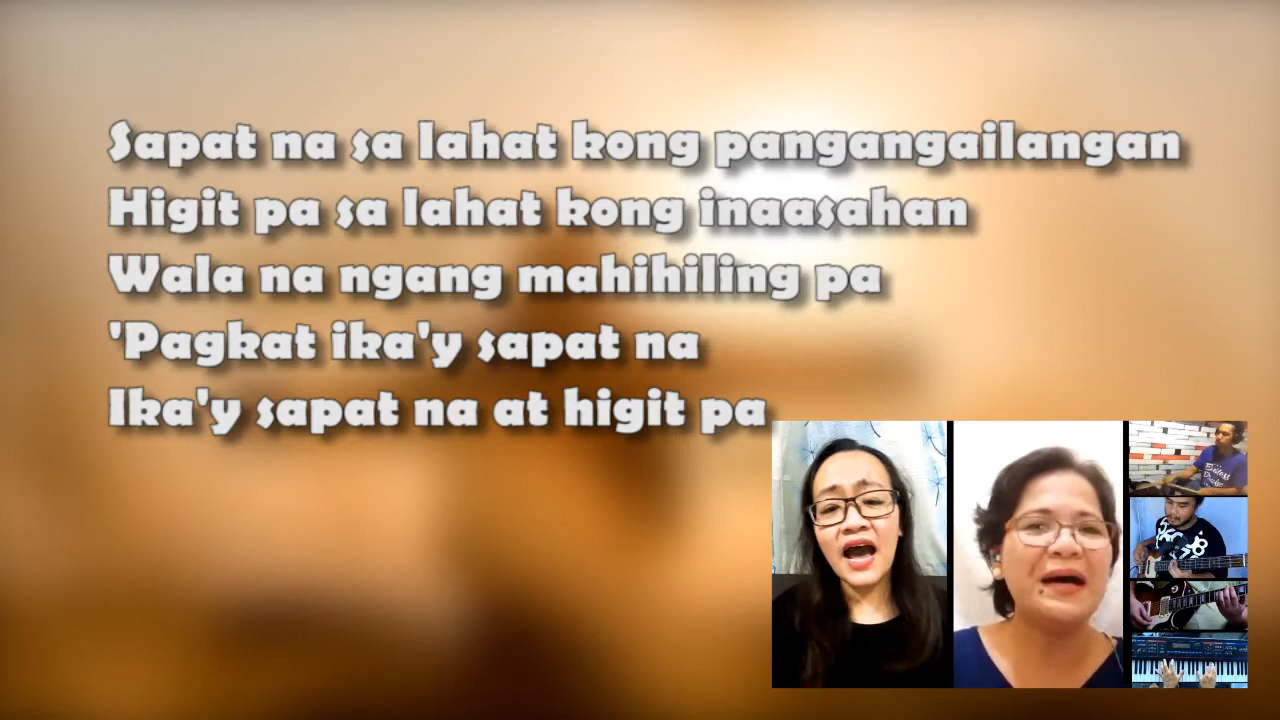 Sapat na sa lahat kong pangangailangan
Higit pa sa lahat kong inaasahan
Wala na ngang mahihiling pa
'Pagkat ika'y sapat na
Ika'y sapat na at higit pa